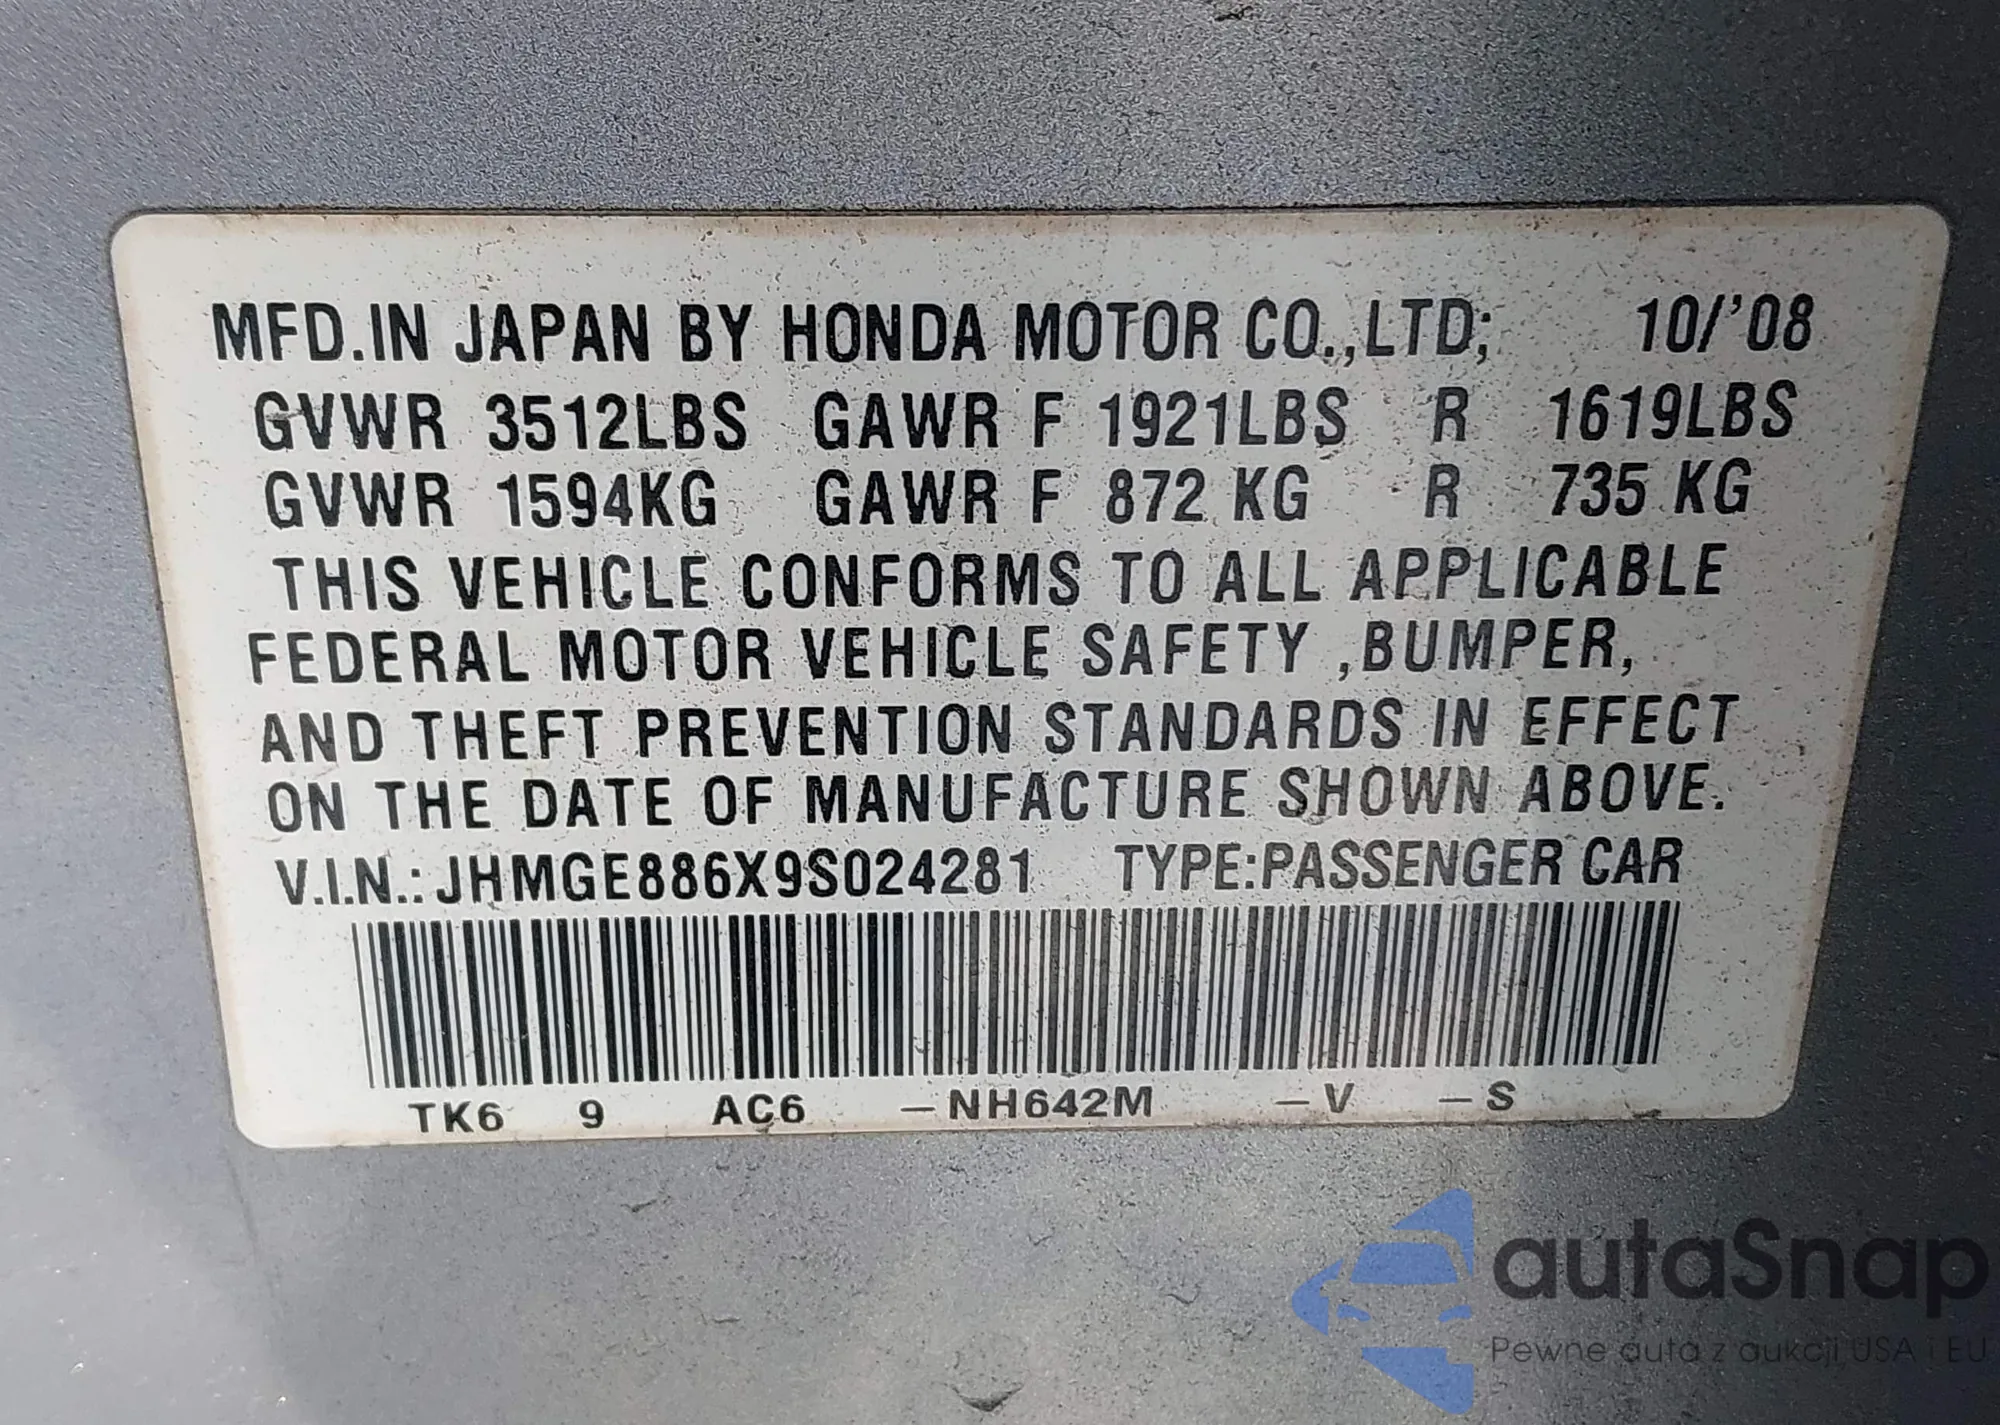 MFD.IN JAPAN BY HONDA MOTOR CO.,LTD; 10/'08
GVWR 3512LBS GAWR F 1921LBS R 1619LBS
GVWR 1594KG GAWR F 872 KG R 735 KG
THIS VEHICLE CONFORMS TO ALL APPLICABLE
FEDERAL MOTOR VEHICLE SAFETY ,BUMPER,
AND THEFT PREVENTION STANDARDS IN EFFECT
ON THE DATE OF MANUFACTURE SHOWN ABOVE.
V.I.N.: JHMGE886X9S024281 TYPE:PASSENGER CAR
TK6 9 AC6 –NH642M –V –S
autaSnap
Pewne auta z aukcji USA i EU